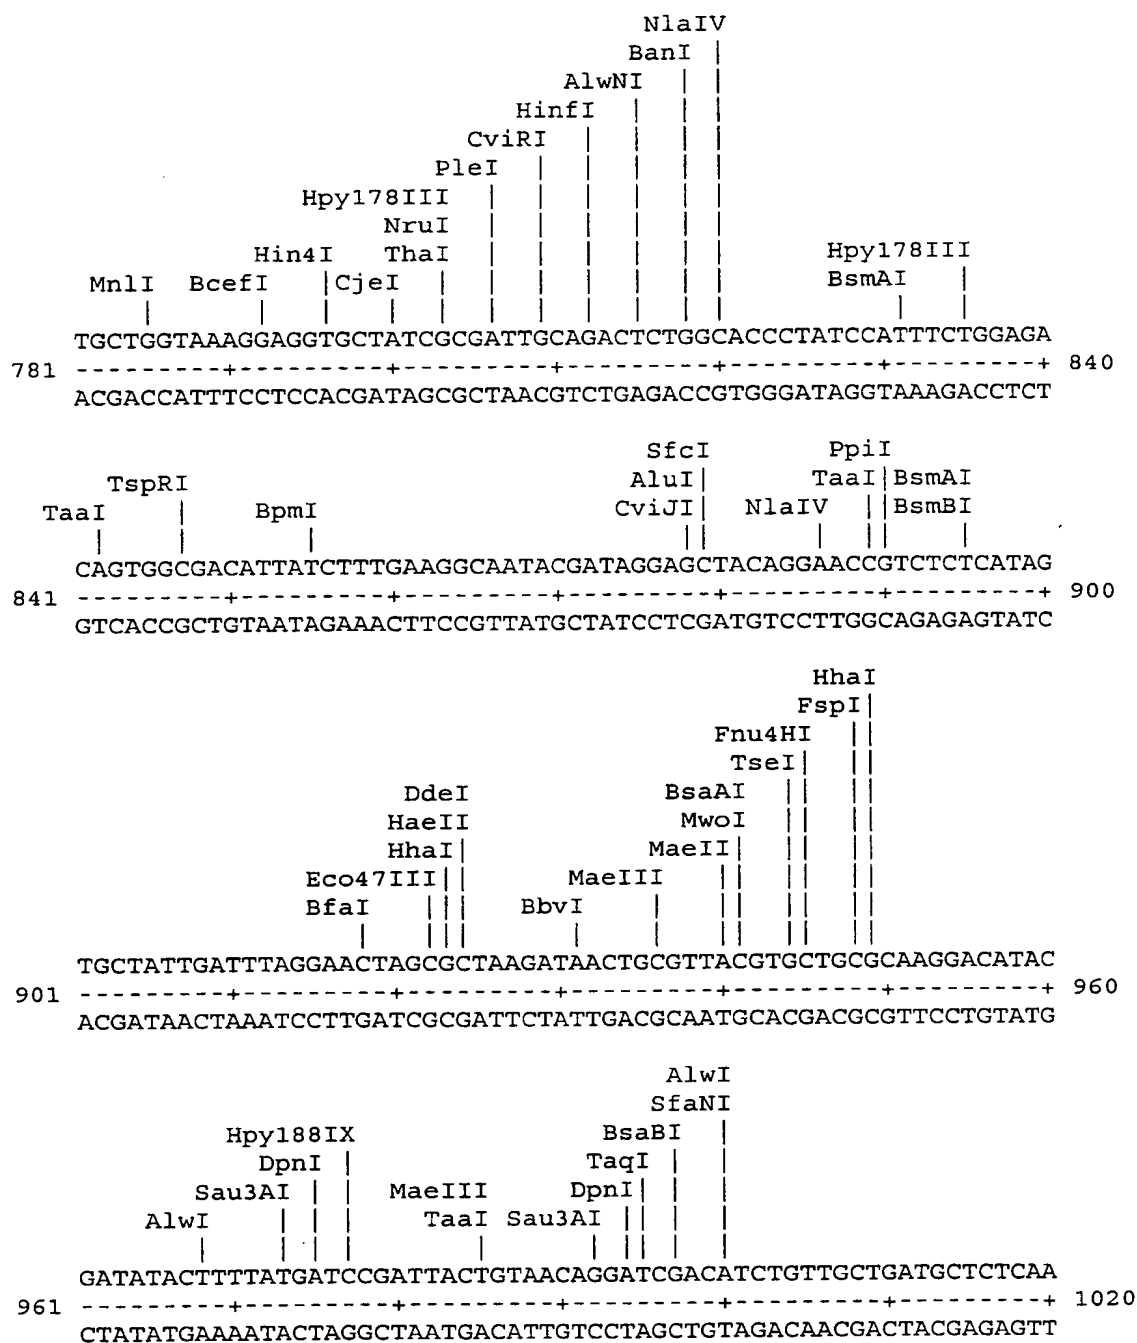 NlaIV
BanI
AlwNI
HinfI
CviRI
PleI
Hpy178III
NruI
Hin4I ThaI Hpy178III
MnlI BcefI CjeI BsmAI
TGCTGGTAAAGGAGGTGCTATCGCGATTGCAGACTCTGGCACCCTATCCATTTCTGGAGA
781 ---------+---------+---------+---------+---------+---------+ 840
ACGACCATTTCCTCCACGATAGCGCTAACGTCTGAGACCGTGGGATAGGTAAAGACCTCT
SfcI PpiI
TspRI AluI TaaI BsmAI
TaaI BpmI CviJI NlaIV BsmBI
CAGTGGCGACATTATCTTTGAAGGCAATACGATAGGAGCTACAGGAACCGTCTCTCATAG
841 ---------+---------+---------+---------+---------+---------+ 900
GTCACCGCTGTAATAGAAACTTCCGTTATGCTATCCTCGATGTCCTTGGCAGAGAGTATC
HhaI
FspI
Fnu4HI
TseI
DdeI BsaAI
HaeII MwoI
HhaI MaeII
Eco47III MaeIII
BfaI BbvI
TGCTATTGATTTAGGAACTAGCGCTAAGATAACTGCGTTACGTGCTGCGCAAGGACATAC
901 ---------+---------+---------+---------+---------+---------+ 960
ACGATAACTAAATCCTTGATCGCGATTCTATTGACGCAATGCACGACGCGTTCCTGTATG
AlwI
SfaNI
Hpy188IX BsaBI
DpnI TaqI
Sau3AI MaeIII DpnI
AlwI TaaI Sau3AI
GATATACTTTTATGATCCGATTACTGTAACAGGATCGACATCTGTTGCTGATGCTCTCAA
961 ---------+---------+---------+---------+---------+---------+ 1020
CTATATGAAAATACTAGGCTAATGACATTGTCCTAGCTGTAGACAACGACTACGAGAGTT